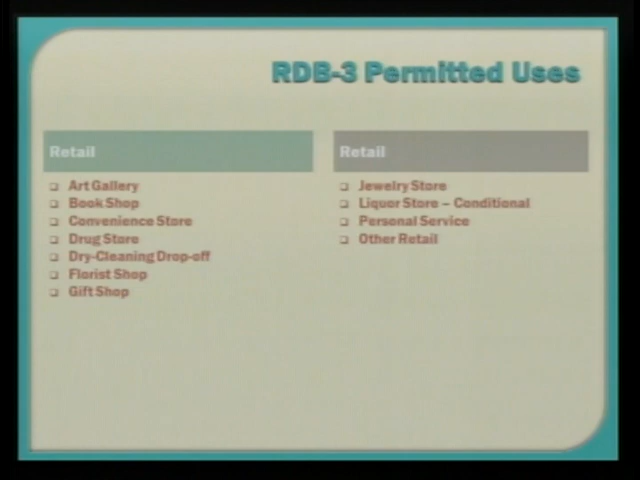 RDB-3 Permitted Uses
Retail
Art Gallery
Book Shop
Convenience Store
Drug Store
Dry-Cleaning Drop-off
Florist Shop
Gift Shop
Retail
Jewelry Store
Liquor Store – Conditional
Personal Service
Other Retail